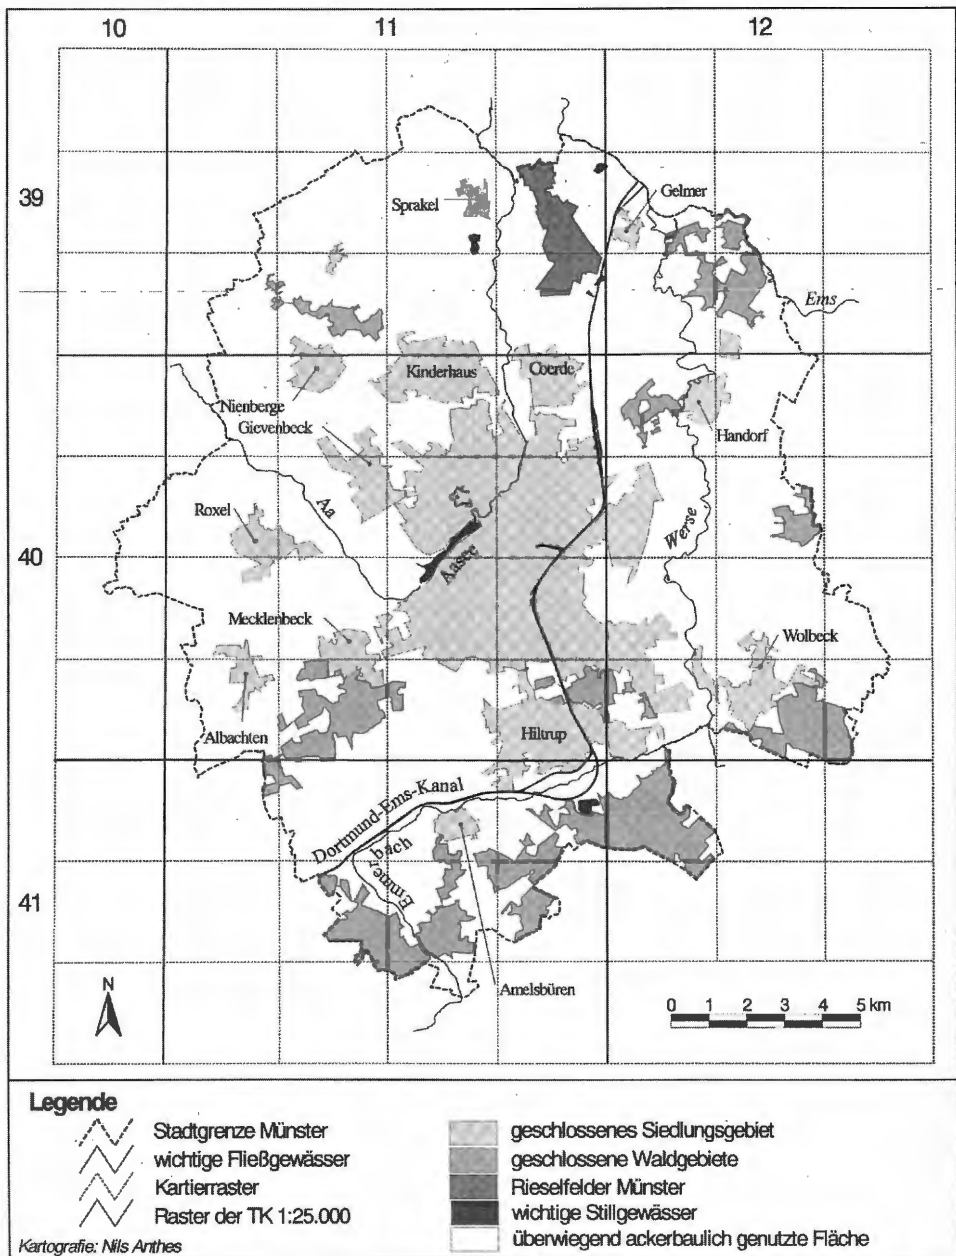 10 11 12
39
Sprakel
Gelmer
Ems
Kinderhaus
Coerde
Nienberge
Gievenbeck
Handorf
Aa
Roxel
Werse
40
Aasee
Mecklenbeck
Wolbeck
Albachten
Hiltrup
Dortmund-Ems-Kanal
Emmerbach
41
N
Amelsbüren
0 1 2 3 4 5 km
Legende
Stadtgrenze Münster
wichtige Fließgewässer
Kartierraster
Raster der TK 1:25.000
geschlossenes Siedlungsgebiet
geschlossene Waldgebiete
Rieselfelder Münster
wichtige Stillgewässer
überwiegend ackerbaulich genutzte Fläche
Kartografie: Nils Anthes